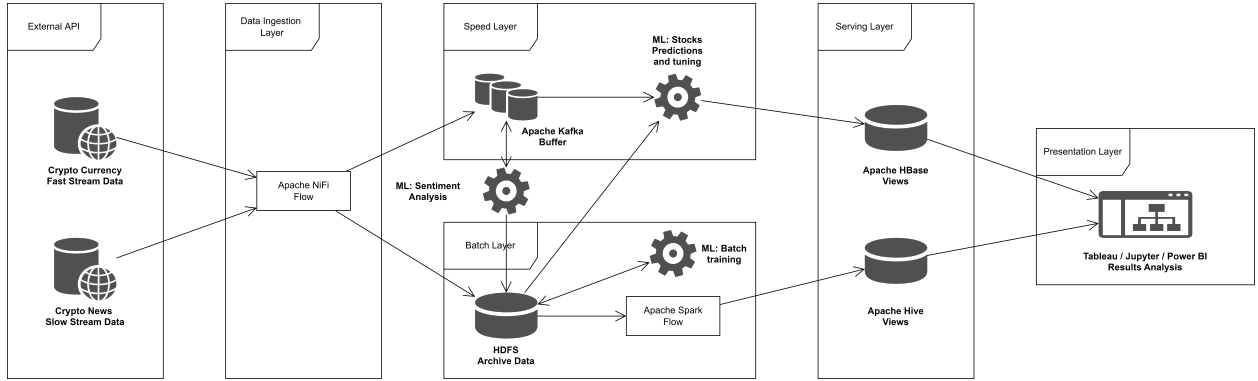 External API
Crypto Currency
Fast Stream Data
Crypto News
Slow Stream Data
Data Ingestion
Layer
Apache NiFi
Flow
Speed Layer
ML: Stocks
Predictions
and tuning
Apache Kafka
Buffer
ML: Sentiment
Analysis
Batch Layer
ML: Batch
training
Apache Spark
Flow
HDFS
Archive Data
Serving Layer
Apache HBase
Views
Apache Hive
Views
Presentation Layer
Tableau / Jupyter / Power BI
Results Analysis